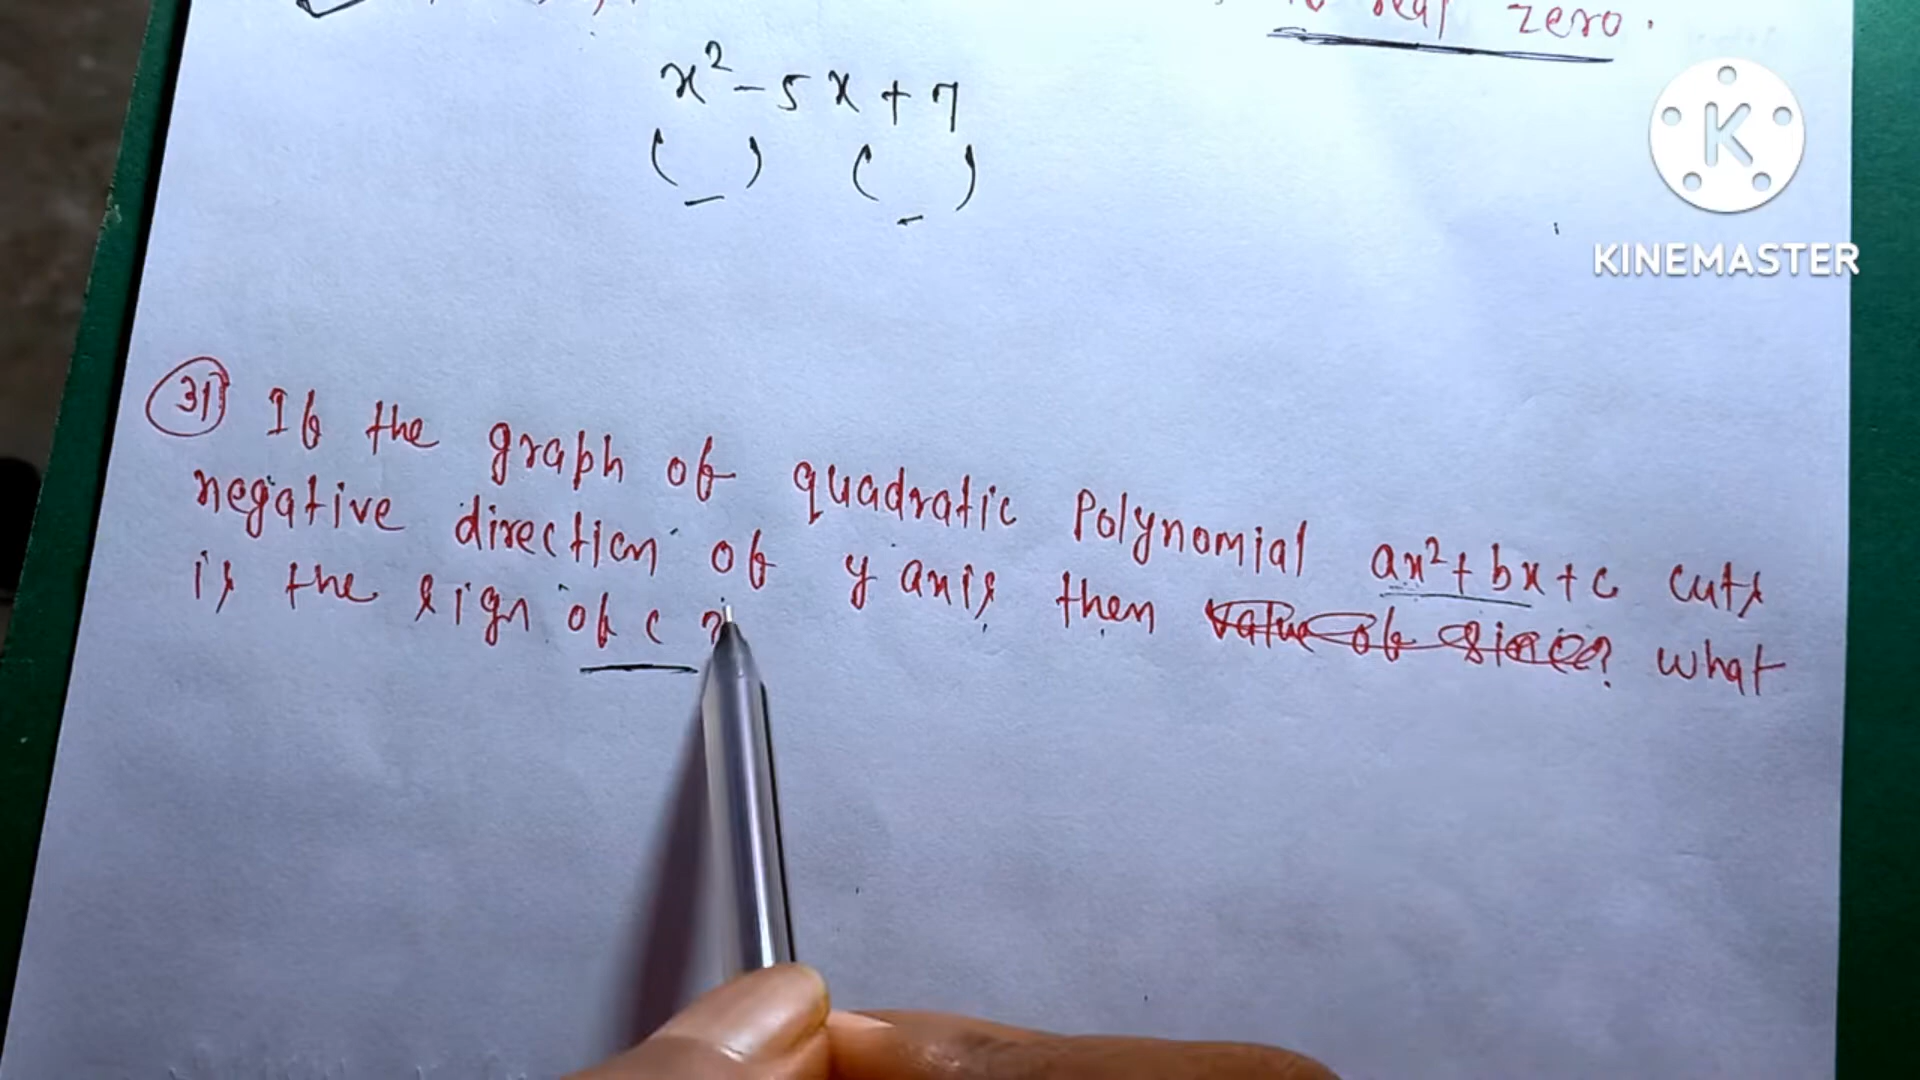 real zero.
x² - 5x + 7
( _ ) ( _ )
K
KINEMASTER
31) If the graph of quadratic Polynomial ax² + bx + c cuts
negative direction of y axis then what
is the sign of c ?